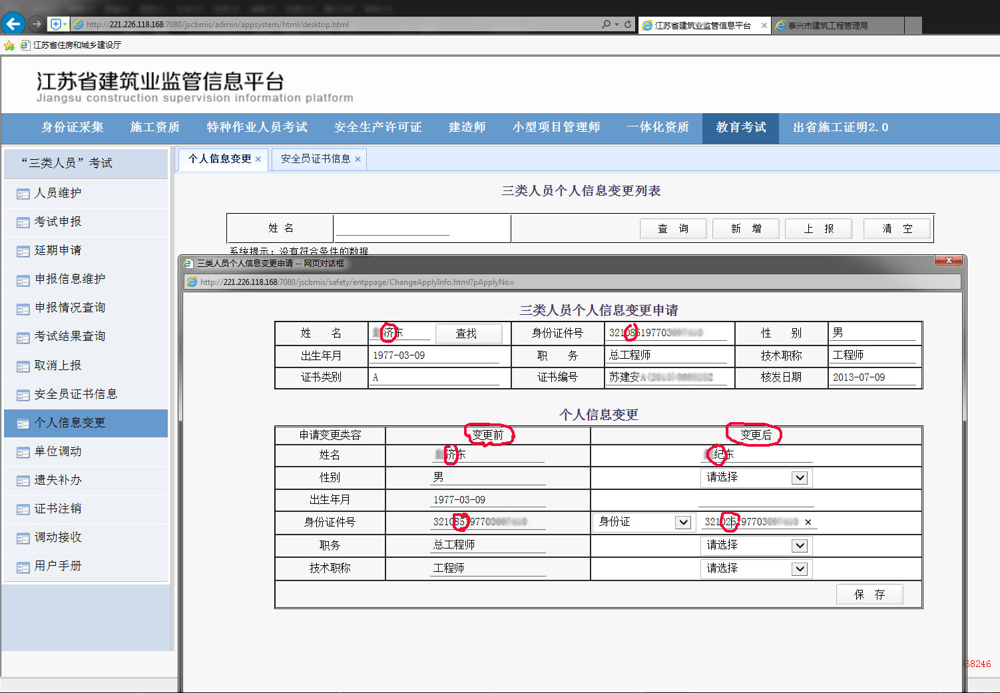 http://221.226.118.168:7080/jscbmis/admin/appsystem/html/desktop.html
江苏省建筑业监管信息平台
泰兴市建筑工程管理局
江苏省住房和城乡建设厅
江苏省建筑业监管信息平台
Jiangsu construction supervision information platform
身份证采集 施工资质 特种作业人员考试 安全生产许可证 建造师 小型项目管理师 一体化资质 教育考试 出省施工证明2.0
“三类人员”考试
人员维护
考试申报
延期申请
申报信息维护
申报情况查询
考试结果查询
取消上报
安全员证书信息
个人信息变更
单位调动
遗失补办
证书注销
调动接收
用户手册
个人信息变更 × 安全员证书信息 ×
三类人员个人信息变更列表
姓 名 查 询 新 增 上 报 清 空
系统提示：没有符合条件的数据
三类人员个人信息变更申请 -- 网页对话框
http://221.226.118.168:7080/jscbmis/safety/entppage/ChangeApplyInfo.html?pApplyNo=
三类人员个人信息变更申请
姓 名 济东 查找 身份证件号 321085197703 性 别 男
出生年月 1977-03-09 职 务 总工程师 技术职称 工程师
证书类别 A 证书编号 苏建安 核发日期 2013-07-09
个人信息变更
申请变更类容 变更前 变更后
姓名 济东 纪东
性别 男 请选择
出生年月 1977-03-09
身份证件号 32108519770 身份证 321025197703 ×
职务 总工程师 请选择
技术职称 工程师 请选择
保 存
68246